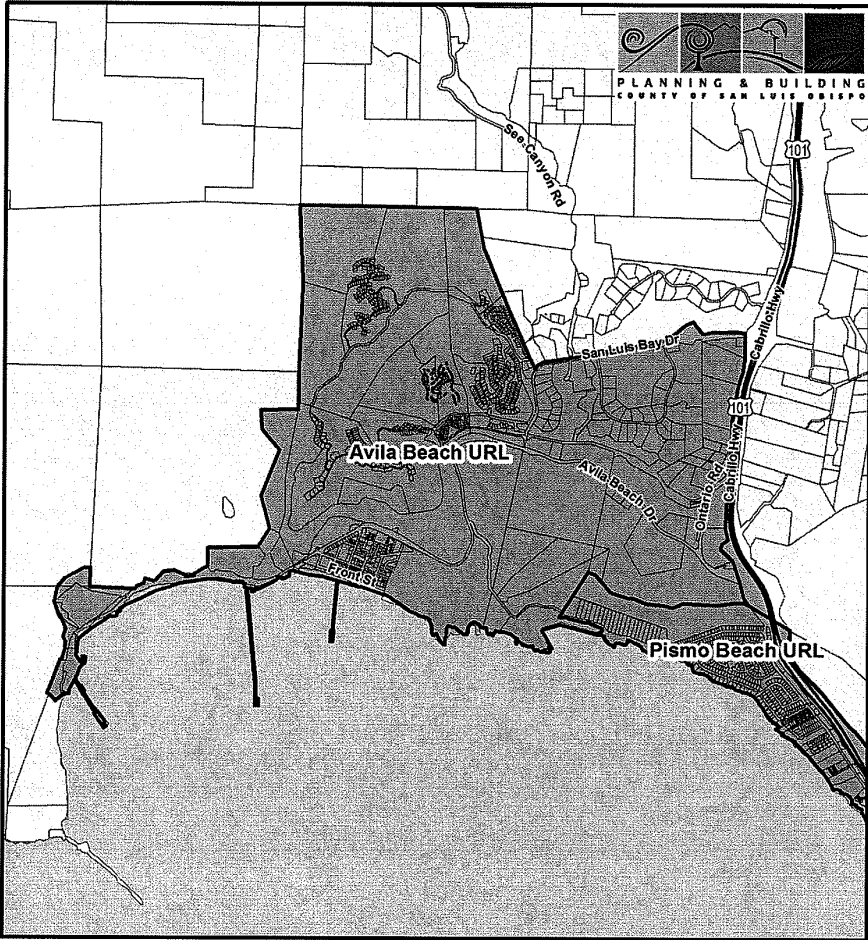 PLANNING & BUILDING
COUNTY OF SAN LUIS OBISPO
See Canyon Rd
101
Cabrillo Hwy
San Luis Bay Dr
101
Cabrillo Hwy
Ontario Rd
Avila Beach URL
Avila Beach Dr
Front St
Pismo Beach URL